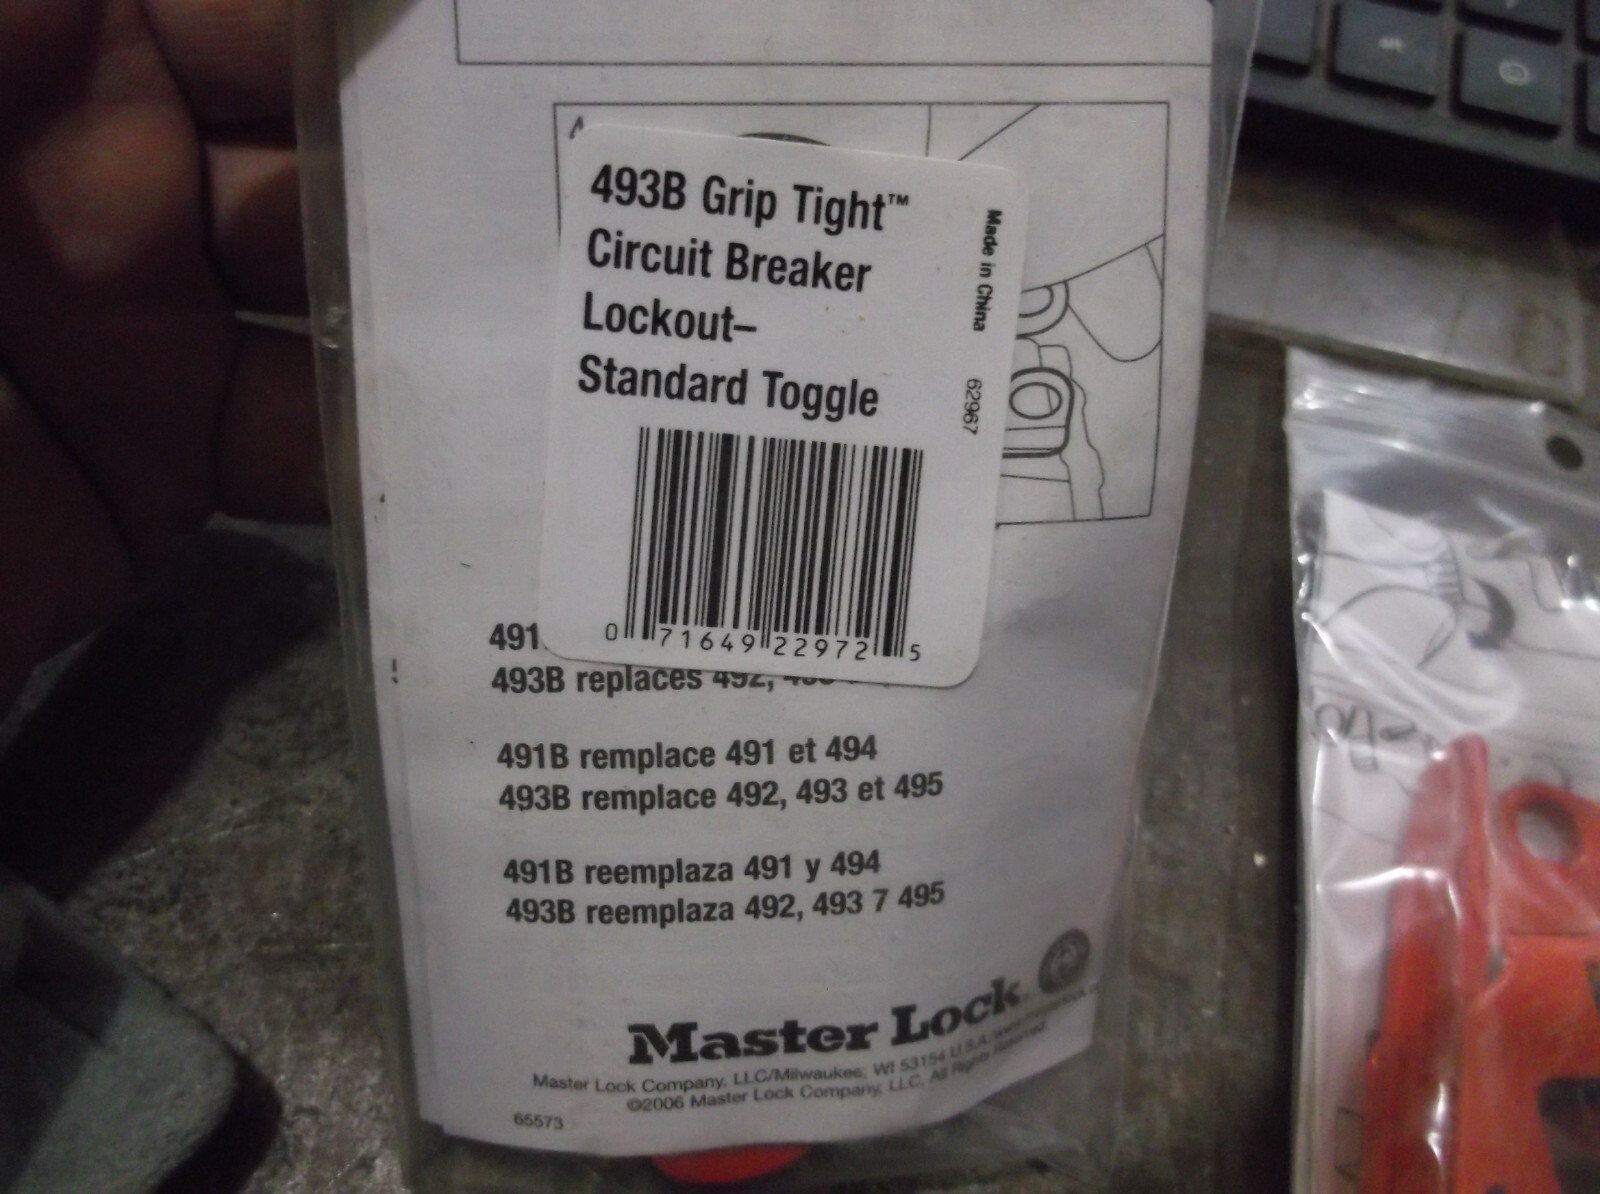 493B Grip Tight™
Circuit Breaker
Lockout–
Standard Toggle
Made in China
62967
0 71649 22972 5
491
493B replaces 492,
491B remplace 491 et 494
493B remplace 492, 493 et 495
491B reemplaza 491 y 494
493B reemplaza 492, 493 7 495
Master Lock
Master Lock Company, LLC/Milwaukee, WI 53154 U.S.A.
©2006 Master Lock Company, LLC, All Rights Reserved.
65573